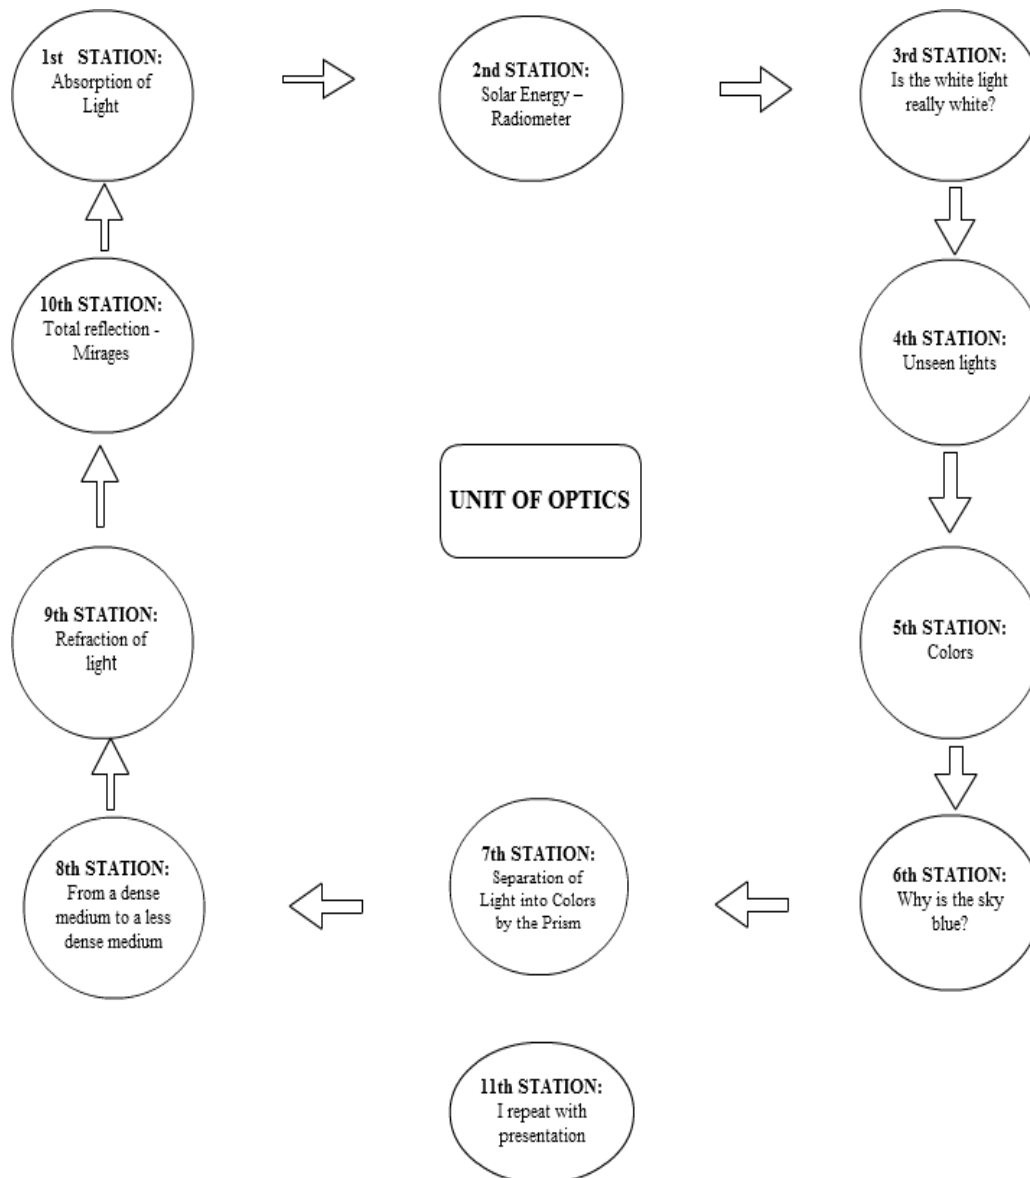 1st STATION:
Absorption of
Light
2nd STATION:
Solar Energy –
Radiometer
3rd STATION:
Is the white light
really white?
10th STATION:
Total reflection -
Mirages
4th STATION:
Unseen lights
UNIT OF OPTICS
9th STATION:
Refraction of
light
5th STATION:
Colors
8th STATION:
From a dense
medium to a less
dense medium
7th STATION:
Separation of
Light into Colors
by the Prism
6th STATION:
Why is the sky
blue?
11th STATION:
I repeat with
presentation